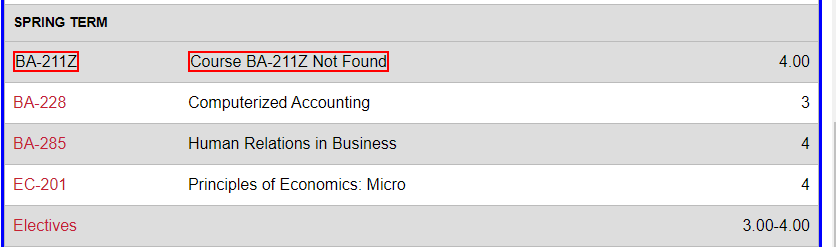 SPRING TERM
BA-211Z Course BA-211Z Not Found 4.00
BA-228 Computerized Accounting 3
BA-285 Human Relations in Business 4
EC-201 Principles of Economics: Micro 4
Electives 3.00-4.00